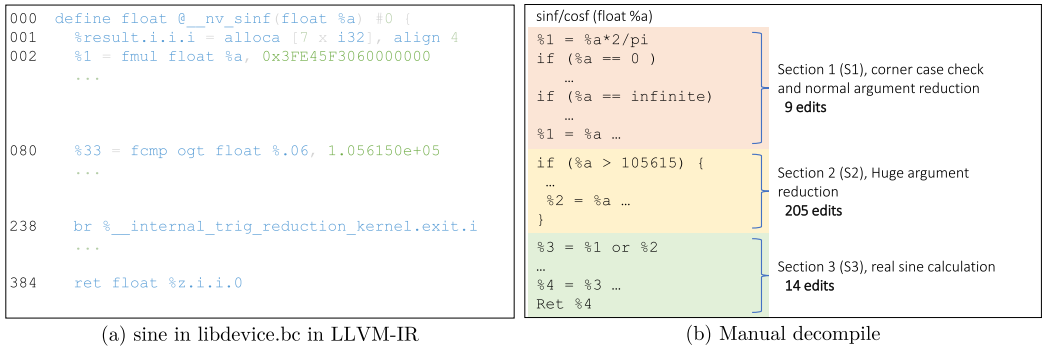 000 define float @__nv_sinf(float %a) #0 {
001 %result.i.i.i = alloca [7 x i32], align 4
002 %1 = fmul float %a, 0x3FE45F3060000000
...
080 %33 = fcmp ogt float %.06, 1.056150e+05
...
238 br %__internal_trig_reduction_kernel.exit.i
...
384 ret float %z.i.i.0
(a) sine in libdevice.bc in LLVM-IR
sinf/cosf (float %a)
%1 = %a*2/pi
if (%a == 0 )
…
if (%a == infinite)
…
%1 = %a …
Section 1 (S1), corner case check
and normal argument reduction
9 edits
if (%a > 105615) {
…
%2 = %a …
}
Section 2 (S2), Huge argument
reduction
205 edits
%3 = %1 or %2
…
%4 = %3 …
Ret %4
Section 3 (S3), real sine calculation
14 edits
(b) Manual decompile